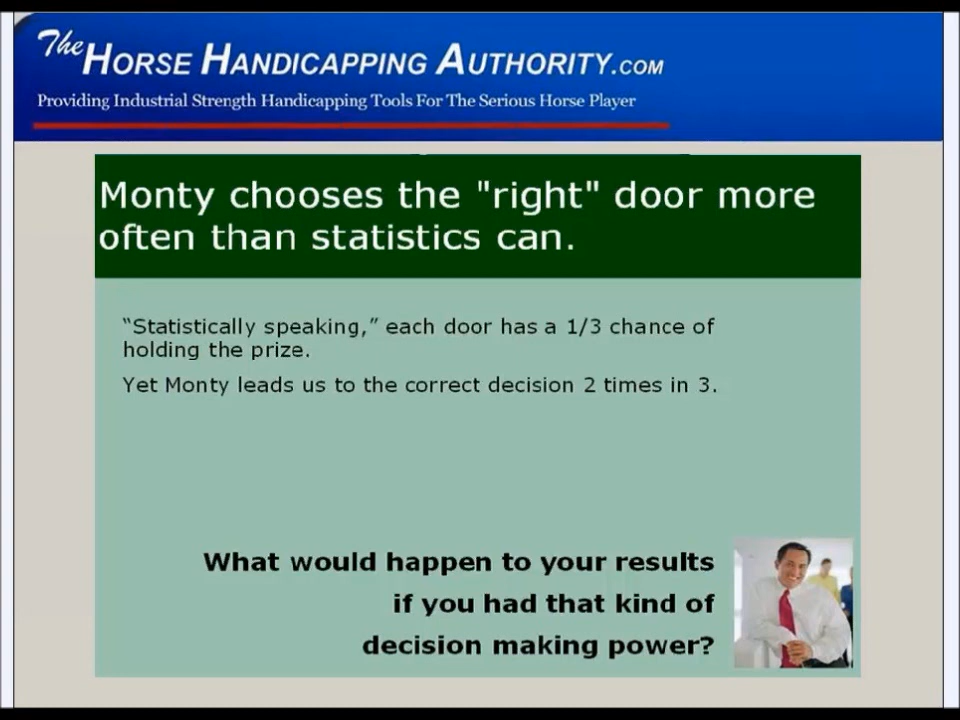 The HORSE HANDICAPPING AUTHORITY.COM
Providing Industrial Strength Handicapping Tools For The Serious Horse Player
Monty chooses the "right" door more
often than statistics can.
“Statistically speaking,” each door has a 1/3 chance of
holding the prize.
Yet Monty leads us to the correct decision 2 times in 3.
What would happen to your results
if you had that kind of
decision making power?